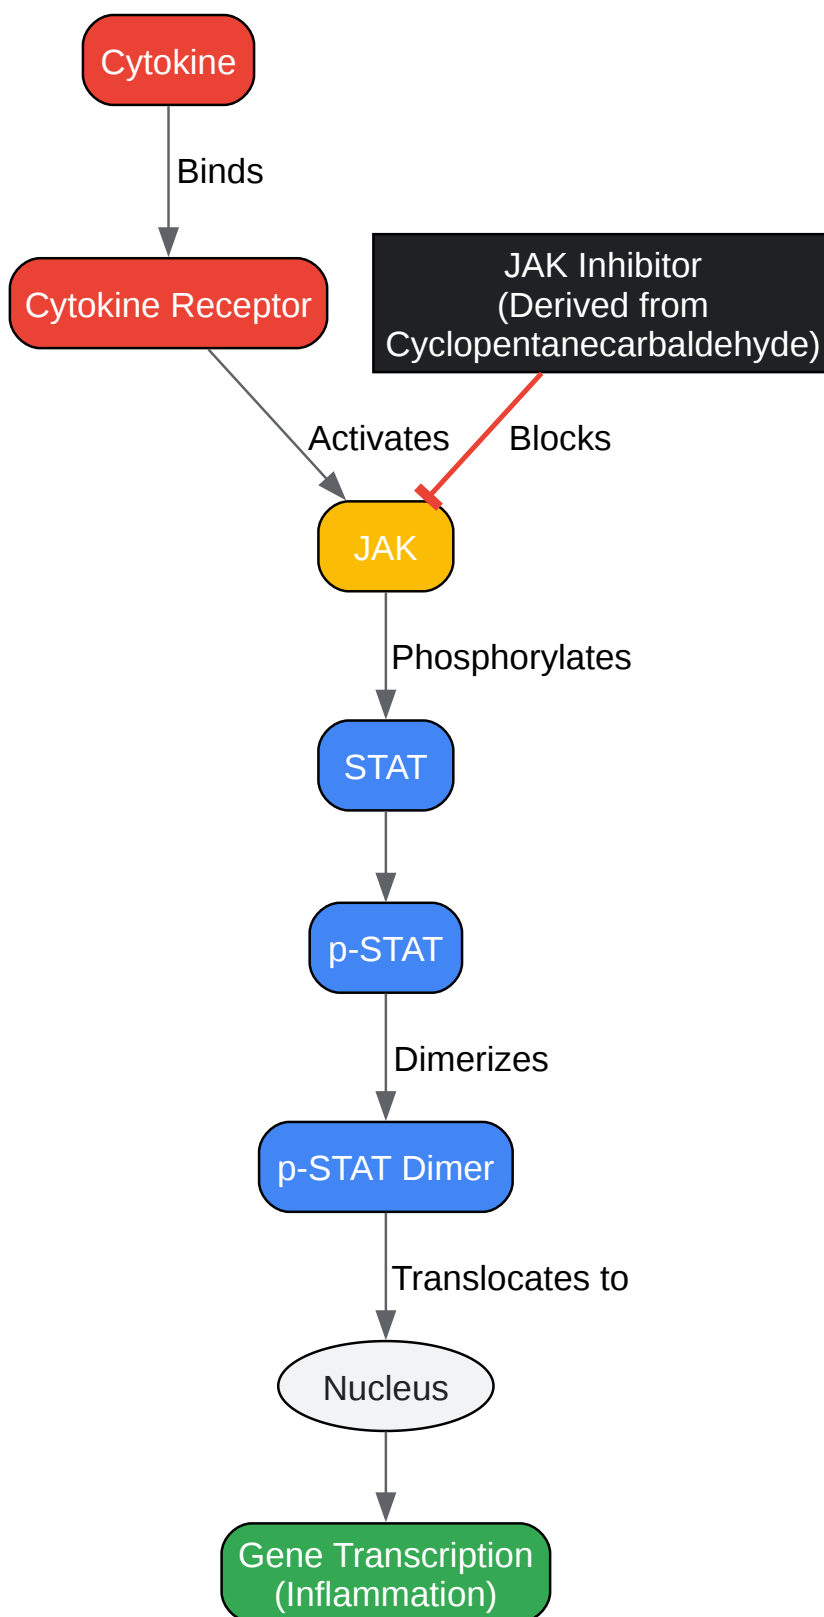 Cytokine
Binds
Cytokine Receptor
JAK Inhibitor
(Derived from
Cyclopentanecarbaldehyde)
Activates
Blocks
JAK
Phosphorylates
STAT
p-STAT
Dimerizes
p-STAT Dimer
Translocates to
Nucleus
Gene Transcription
(Inflammation)